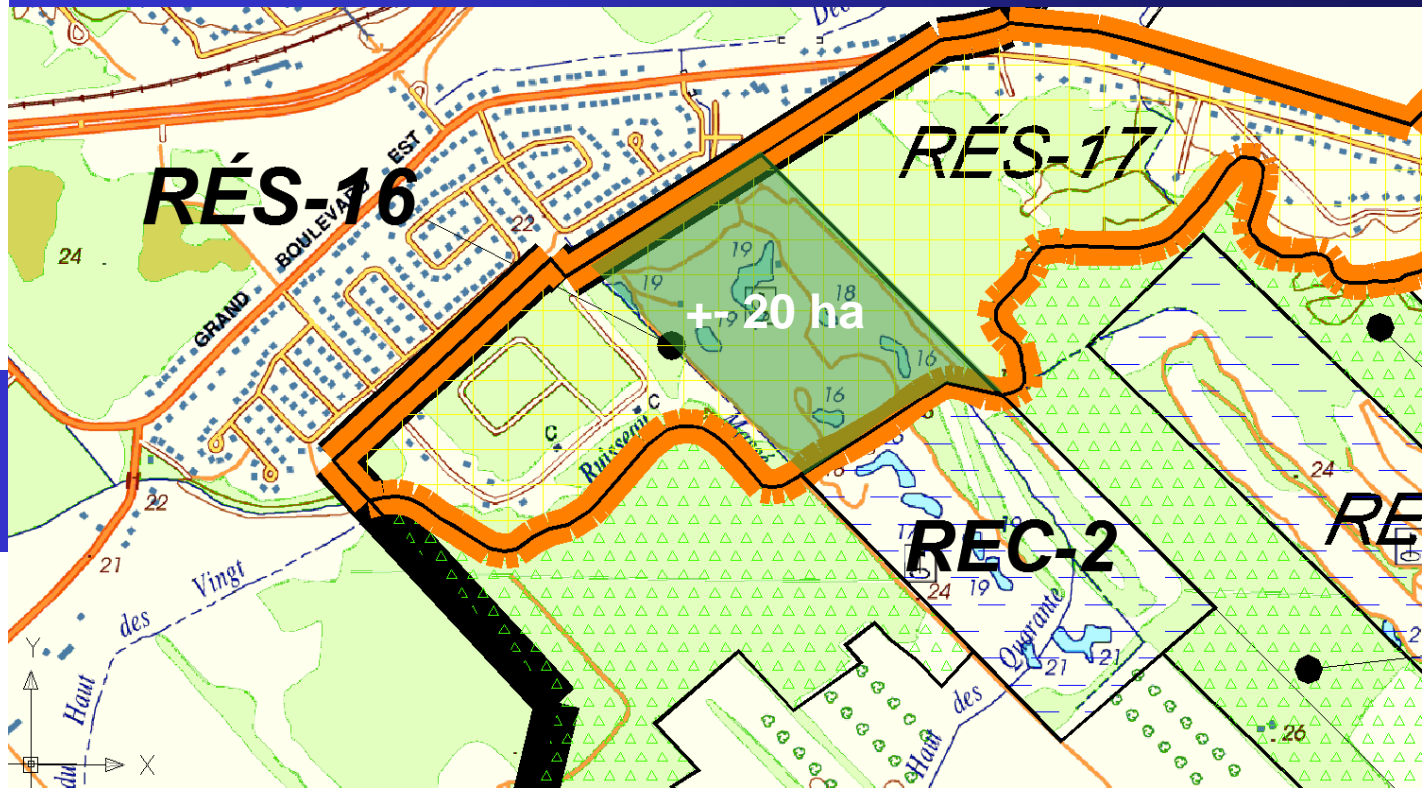 RÉS-16
RÉS-17
GRAND BOULEVARD EST
+- 20 ha
REC-2
24
22
19
19
19
18
16
16
C
C
Ruisseau
22
21
des Vingt
Haut
du
17
19
19
24
24
21
21
Haut des Quarante
26
Y
X